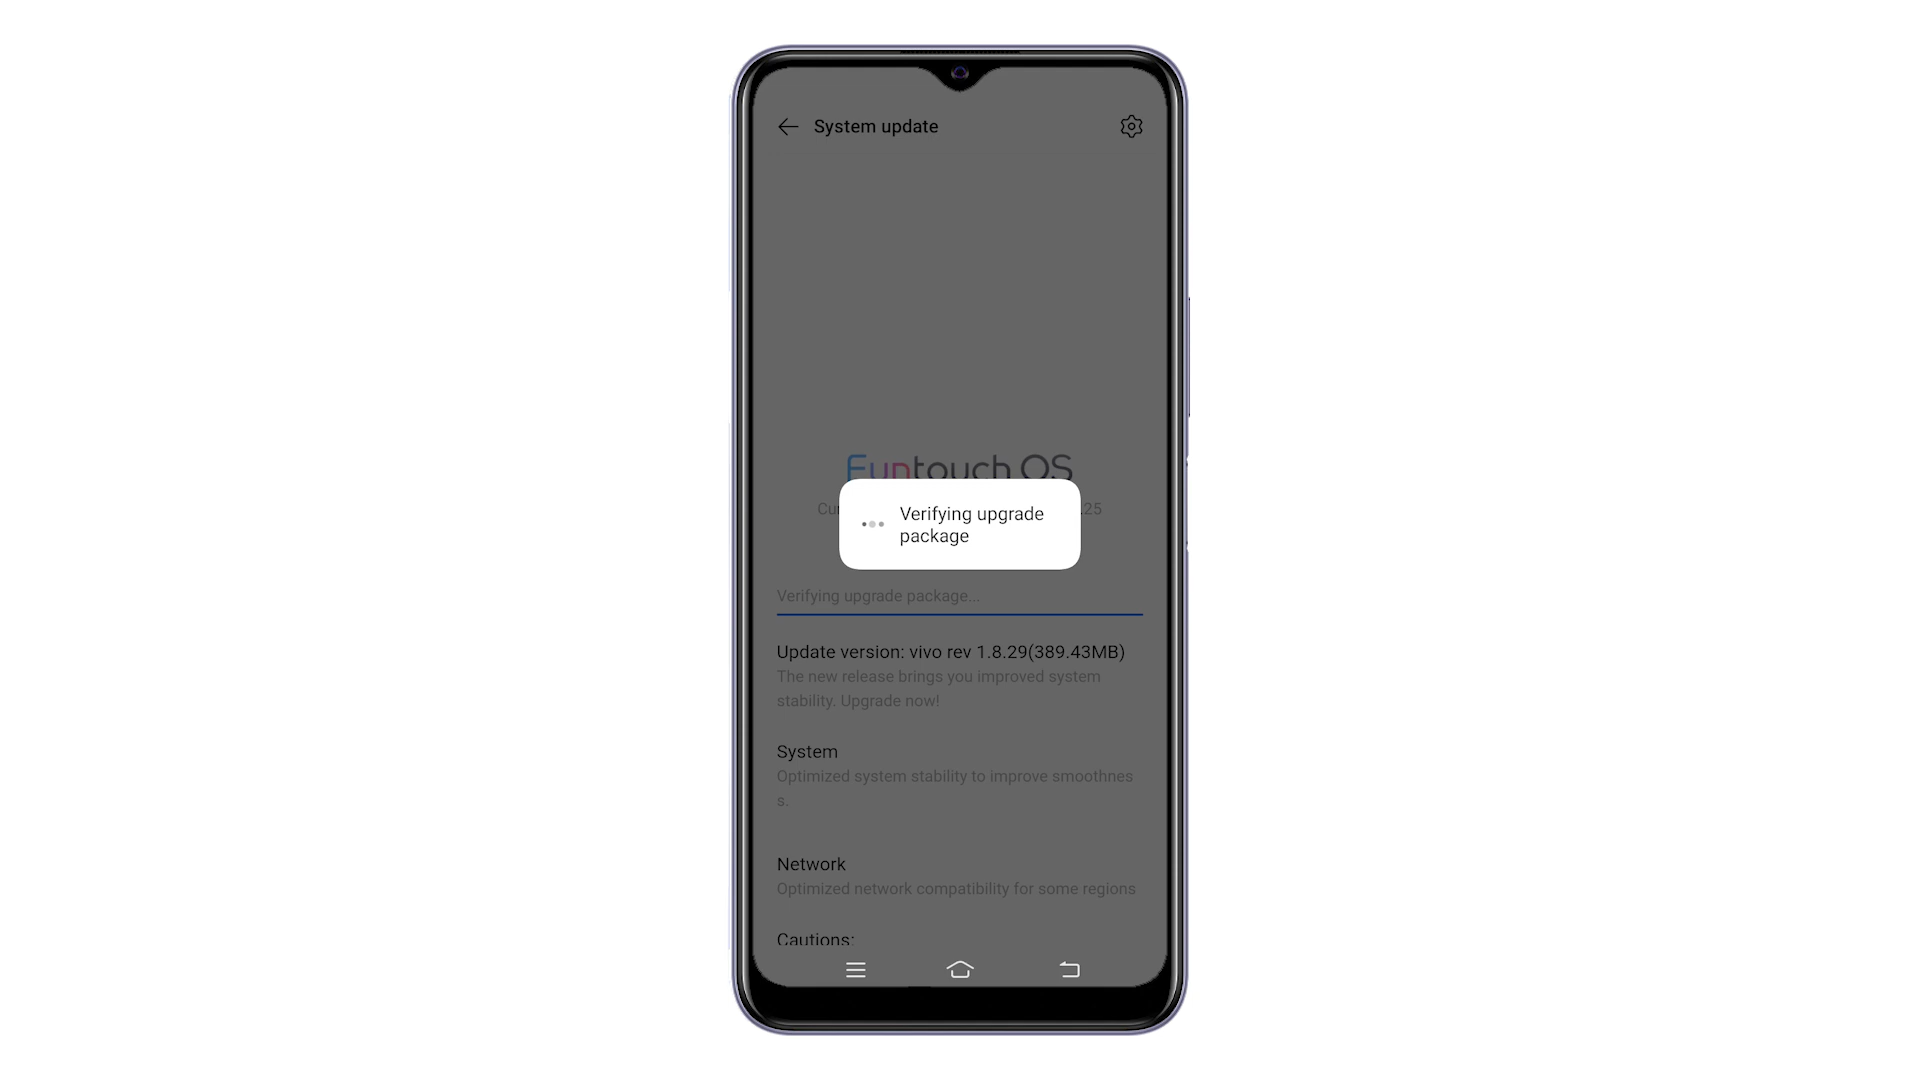 System update
Funtouch OS
.25
Verifying upgrade
package
Verifying upgrade package...
Update version: vivo rev 1.8.29(389.43MB)
The new release brings you improved system
stability. Upgrade now!
System
Optimized system stability to improve smoothnes
s.
Network
Optimized network compatibility for some regions
Cautions: